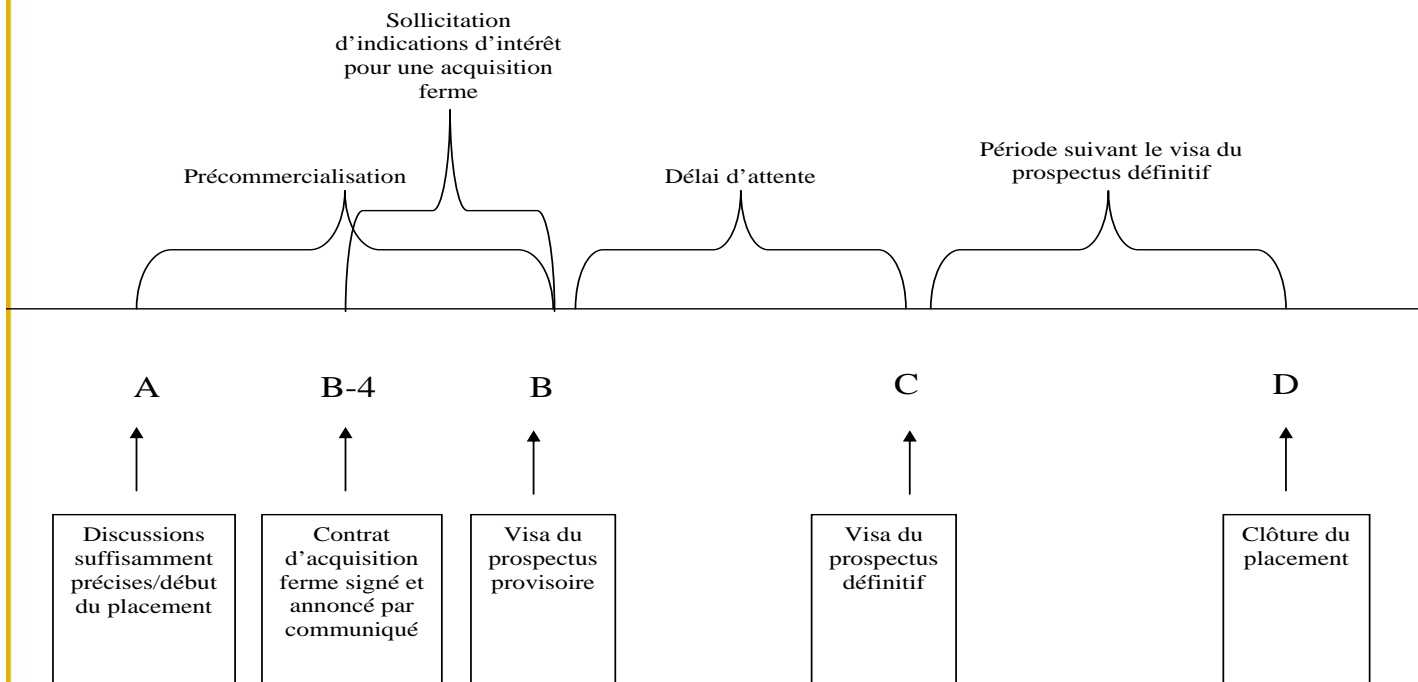 Sollicitation
d’indications d’intérêt
pour une acquisition
ferme
Précommercialisation
Délai d’attente
Période suivant le visa du
prospectus définitif
A
B-4
B
C
D
Discussions
suffisamment
précises/début
du placement
Contrat
d’acquisition
ferme signé et
annoncé par
communiqué
Visa du
prospectus
provisoire
Visa du
prospectus
définitif
Clôture du
placement